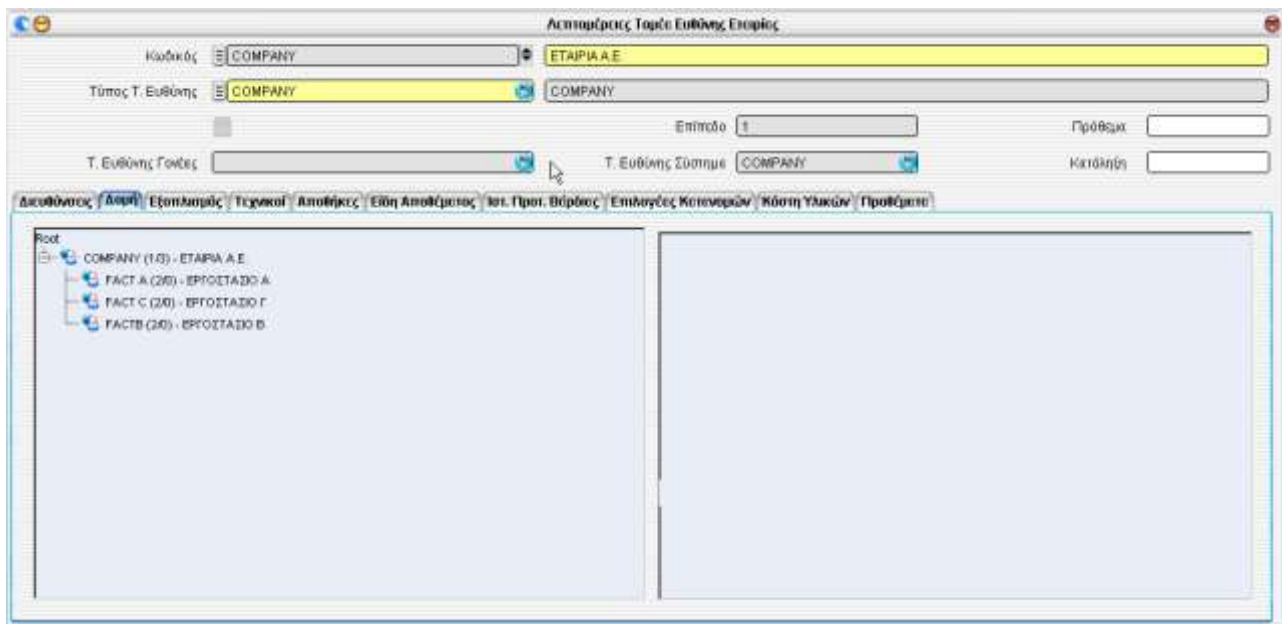 Λεπτομέρειες Τομέα Ευθύνης Εταιρίας
Κωδικός COMPANY ΕΤΑΙΡΙΑ Α.Ε
Τύπος Τ. Ευθύνης COMPANY COMPANY
Επίπεδο 1 Πρόθεμα
Τ. Ευθύνης Γονέας Τ. Ευθύνης Σύστημα COMPANY Κατάληξη
Διευθύνσεις Δομή Εξοπλισμός Τεχνικοί Αποθήκες Είδη Αποθέματος Ιστ. Προτ. Βάρδιας Επιλογές Κατανομών Κόστη Υλικών Προθέματα
Root
COMPANY (1/3) - ΕΤΑΙΡΙΑ Α.Ε
FACT A (2/0) - ΕΡΓΟΣΤΑΣΙΟ Α
FACT C (2/0) - ΕΡΓΟΣΤΑΣΙΟ Γ
FACTB (2/0) - ΕΡΓΟΣΤΑΣΙΟ Β